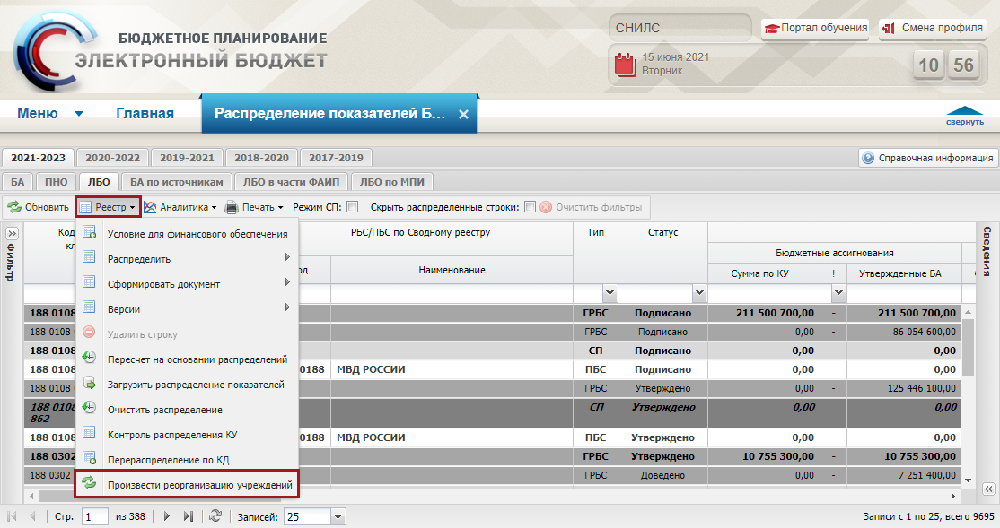 БЮДЖЕТНОЕ ПЛАНИРОВАНИЕ
ЭЛЕКТРОННЫЙ БЮДЖЕТ
СНИЛС
Портал обучения
Смена профиля
15 июня 2021
Вторник
10 56
Меню
Главная
Распределение показателей Б...
свернуть
2021-2023 2020-2022 2019-2021 2018-2020 2017-2019
Справочная информация
БА ПНО ЛБО БА по источникам ЛБО в части ФАИП ЛБО по МПИ
Обновить Реестр Аналитика Печать Режим СП: Скрыть распределенные строки: Очистить фильтры
Фильтр
Сведения
Код
кл
РБС/ПБС по Сводному реестру
Тип
Статус
Бюджетные ассигнования
од
Наименование
Сумма по КУ
!
Утвержденные БА
Условие для финансового обеспечения
Распределить
Сформировать документ
Версии
Удалить строку
Пересчет на основании распределений
Загрузить распределение показателей
Очистить распределение
Контроль распределения КУ
Перераспределение по КД
Произвести реорганизацию учреждений
188 0108 ГРБС Подписано 211 500 700,00 - 211 500 700,00
188 0108 ГРБС Подписано 0,00 - 86 054 600,00
188 0108 СП Подписано 0,00 0,00
188 0108 0188 МВД РОССИИ ПБС Подписано 0,00 0,00
188 0108 ГРБС Утверждено 0,00 - 125 446 100,00
188 0108 СП Утверждено 0,00 0,00
862
188 0108 0188 МВД РОССИИ ПБС Утверждено 0,00 0,00
188 0302 ГРБС Утверждено 10 755 300,00 - 10 755 300,00
188 0302 ГРБС Доведено 0,00 - 7 251 400,00
Стр. 1 из 388 Записей: 25
Записи с 1 по 25, всего 9695